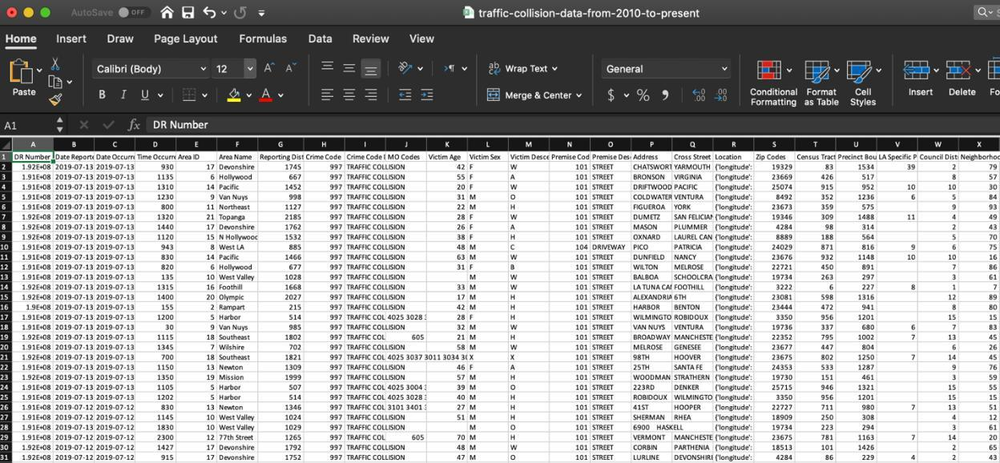 AutoSave OFF traffic-collision-data-from-2010-to-present
Home Insert Draw Page Layout Formulas Data Review View
Calibri (Body) 12 A^ A Wrap Text General
Paste B I U A Merge & Center $ % Conditional Formatting Format as Table Cell Styles Insert Delete Fo
A1 fx DR Number
A B C D E F G H I J K L M N O P Q R S T U V W X
1 DR Number Date Reporte Date Occurre Time Occurre Area ID Area Name Reporting Dist Crime Code Crime Code I MO Codes Victim Age Victim Sex Victim Desce Premise Cod Premise Des Address Cross Street Location Zip Codes Census Tract Precinct Bou LA Specific P Council Distr Neighborhoo
2 1.92E+08 2019-07-13 2019-07-13 930 17 Devonshire 1745 997 TRAFFIC COLLISION 42 F W 101 STREET CHATSWORT YARMOUTH {'longitude': 19329 83 1534 39 2 79
3 1.91E+08 2019-07-13 2019-07-13 1135 6 Hollywood 667 997 TRAFFIC COLLISION 55 F A 101 STREET BRONSON VIRGINIA {'longitude': 23669 426 517 8 57
4 1.91E+08 2019-07-13 2019-07-13 1310 14 Pacific 1452 997 TRAFFIC COLLISION 20 F W 101 STREET DRIFTWOOD PACIFIC {'longitude': 25074 915 952 10 10 30
5 1.91E+08 2019-07-13 2019-07-13 1230 9 Van Nuys 998 997 TRAFFIC COLLISION 31 M O 101 STREET COLDWATER VENTURA {'longitude': 8492 352 1236 6 5 84
6 1.91E+08 2019-07-13 2019-07-13 800 11 Northeast 1127 997 TRAFFIC COLLISION 22 M H 101 STREET FIGUEROA YORK {'longitude': 23673 359 575 9 93
7 1.92E+08 2019-07-13 2019-07-13 1320 21 Topanga 2185 997 TRAFFIC COLLISION 28 F W 101 STREET DUMETZ SAN FELICIAN {'longitude': 19346 309 1488 11 4 49
8 1.92E+08 2019-07-13 2019-07-13 1440 17 Devonshire 1762 997 TRAFFIC COLLISION 26 F A 101 STREET MASON PLUMMER {'longitude': 4284 98 314 2 43
9 1.92E+08 2019-07-13 2019-07-13 1120 15 N Hollywood 1532 997 TRAFFIC COLLISION 38 F H 101 STREET OXNARD LAUREL CAN {'longitude': 8889 188 564 5 70
10 1.91E+08 2019-07-13 2019-07-13 943 8 West LA 885 997 TRAFFIC COLLISION 48 M C 104 DRIVEWAY PICO PATRICIA {'longitude': 24029 871 816 9 6 75
11 1.91E+08 2019-07-13 2019-07-13 830 14 Pacific 1466 997 TRAFFIC COLLISION 63 M W 101 STREET DUNFIELD NANCY {'longitude': 23676 932 1148 10 10 16
12 1.91E+08 2019-07-13 2019-07-13 820 6 Hollywood 677 997 TRAFFIC COLLISION 31 F B 101 STREET WILTON MELROSE {'longitude': 22721 450 891 7 86
13 1.91E+08 2019-07-13 2019-07-13 135 10 West Valley 1028 997 TRAFFIC COLLISION M W 101 STREET BALBOA SCHOOLCRA {'longitude': 19734 263 297 3 61
14 1.92E+08 2019-07-13 2019-07-13 1315 16 Foothill 1668 997 TRAFFIC COLLISION 33 M W 101 STREET LA TUNA CAN FOOTHILL {'longitude': 3222 6 227 8 1 7
15 1.92E+08 2019-07-13 2019-07-13 1400 20 Olympic 2027 997 TRAFFIC COLLISION 17 M H 101 STREET ALEXANDRIA 6TH {'longitude': 23081 598 1316 12 89
16 1.9E+08 2019-07-13 2019-07-13 155 2 Rampart 215 997 TRAFFIC COLLISION 42 M H 101 STREET HARBOR BENTON {'longitude': 23444 472 941 8 80
17 1.91E+08 2019-07-13 2019-07-13 1200 5 Harbor 514 997 TRAFFIC COL 4025 3028 3 28 F H 101 STREET WILMINGTO ROBIDOUX {'longitude': 3350 956 1201 15 15
18 1.91E+08 2019-07-13 2019-07-13 30 9 Van Nuys 985 997 TRAFFIC COLLISION 32 M W 101 STREET VAN NUYS VENTURA {'longitude': 19736 337 680 6 7 83
19 1.92E+08 2019-07-13 2019-07-13 1115 18 Southeast 1802 997 TRAFFIC COL 605 21 M H 101 STREET BROADWAY MANCHESTE {'longitude': 22352 795 1002 7 13 45
20 1.91E+08 2019-07-13 2019-07-13 1345 7 Wilshire 702 997 TRAFFIC COLLISION 58 M W 101 STREET MELROSE GENESEE {'longitude': 23677 447 804 6 26
21 1.91E+08 2019-07-13 2019-07-13 700 18 Southeast 1821 997 TRAFFIC COL 4025 3037 3011 3034 3( X X 101 STREET 98TH HOOVER {'longitude': 23675 802 1250 7 14 45
22 1.91E+08 2019-07-13 2019-07-13 1150 13 Newton 1309 997 TRAFFIC COLLISION 46 F A 101 STREET 25TH SANTA FE {'longitude': 24353 533 1287 9 76
23 1.92E+08 2019-07-13 2019-07-13 1350 19 Mission 1999 997 TRAFFIC COLLISION 57 M H 101 STREET WOODMAN STRATHERN {'longitude': 19730 151 461 3 59
24 1.91E+08 2019-07-13 2019-07-13 1105 5 Harbor 507 997 TRAFFIC COL 4025 3004 3 39 M O 101 STREET 223RD DENKER {'longitude': 25715 946 1321 15 55
25 1.91E+08 2019-07-13 2019-07-13 1202 5 Harbor 514 997 TRAFFIC COL 4025 3028 3 40 M H 101 STREET ROBIDOUX WILMINGTO {'longitude': 3350 956 1201 15 15
26 1.91E+08 2019-07-12 2019-07-12 830 13 Newton 1346 997 TRAFFIC COL 3101 3401 3 27 M H 101 STREET 41ST HOOPER {'longitude': 22727 711 980 7 13 51
27 1.91E+08 2019-07-12 2019-07-12 1145 10 West Valley 1024 997 TRAFFIC COLLISION 51 M H 101 STREET SHERMAN RHEA {'longitude': 18909 250 308 4 12
28 1.91E+08 2019-07-12 2019-07-12 1830 10 West Valley 1029 997 TRAFFIC COLLISION M O 101 STREET 6900 HASKELL {'longitude': 19734 223 294 3 61
29 1.91E+08 2019-07-12 2019-07-12 2300 12 77th Street 1265 997 TRAFFIC COL 605 70 M H 101 STREET VERMONT MANCHESTE {'longitude': 23675 781 1163 7 14 20
30 1.92E+08 2019-07-12 2019-07-12 1427 17 Devonshire 1792 997 TRAFFIC COLLISION 48 M W 101 STREET CORBIN PARTHENIA {'longitude': 18513 101 1426 2 65
31 1.92E+08 2019-07-12 2019-07-12 915 17 Devonshire 1752 997 TRAFFIC COLLISION 47 M O 101 STREET LURLINE DEVONSHIRE {'longitude': 4284 86 229 4 2 43